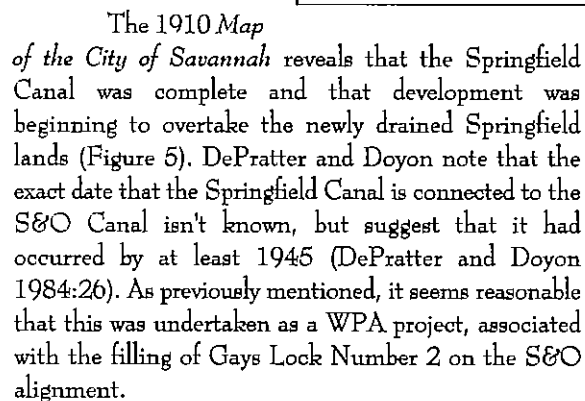 The 1910 Map
of the City of Savannah reveals that the Springfield
Canal was complete and that development was
beginning to overtake the newly drained Springfield
lands (Figure 5). DePratter and Doyon note that the
exact date that the Springfield Canal is connected to the
S&O Canal isn't known, but suggest that it had
occurred by at least 1945 (DePratter and Doyon
1984:26). As previously mentioned, it seems reasonable
that this was undertaken as a WPA project, associated
with the filling of Gays Lock Number 2 on the S&O
alignment.